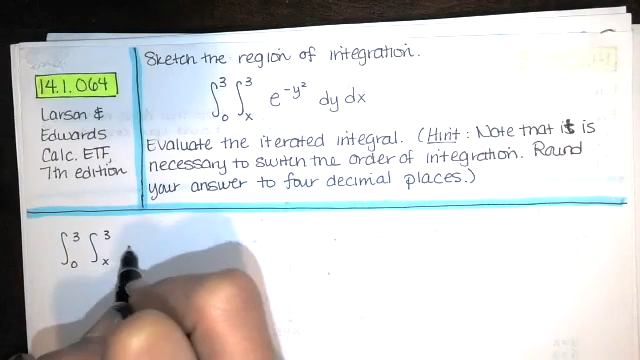 Sketch the region of integration.
14.1.064
∫₀³ ∫ₓ³ e^(-y²) dy dx
Larson &
Edwards
Calc. ETF,
7th edition
Evaluate the iterated integral. (Hint: Note that it is
necessary to switch the order of integration. Round
your answer to four decimial places.)
∫₀³ ∫ₓ³